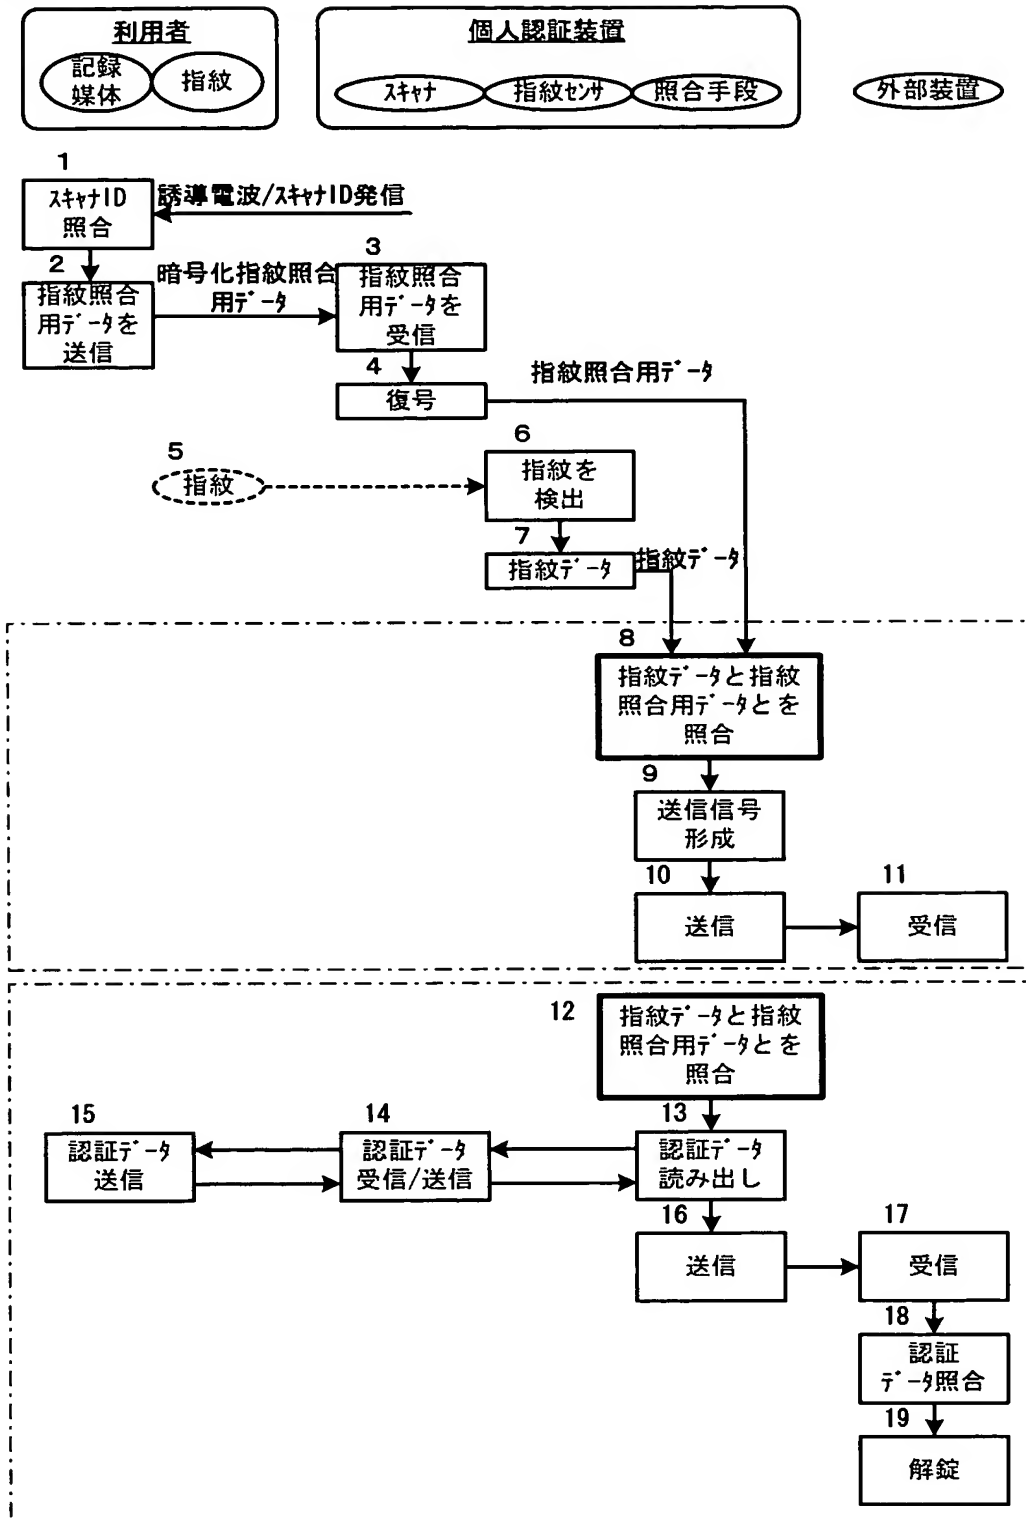 利用者
記録
媒体
指紋
個人認証装置
ｽｷｬﾅ
指紋ｾﾝｻ
照合手段
外部装置
1
ｽｷｬﾅID
照合
誘導電波/ｽｷｬﾅID発信
2
指紋照合
用ﾃﾞｰﾀを
送信
暗号化指紋照合
用ﾃﾞｰﾀ
3
指紋照合
用ﾃﾞｰﾀを
受信
4
復号
指紋照合用ﾃﾞｰﾀ
5
指紋
6
指紋を
検出
7
指紋ﾃﾞｰﾀ
指紋ﾃﾞｰﾀ
8
指紋ﾃﾞｰﾀと指紋
照合用ﾃﾞｰﾀとを
照合
9
送信信号
形成
10
送信
11
受信
12
指紋ﾃﾞｰﾀと指紋
照合用ﾃﾞｰﾀとを
照合
13
認証ﾃﾞｰﾀ
読み出し
14
認証ﾃﾞｰﾀ
受信/送信
15
認証ﾃﾞｰﾀ
送信
16
送信
17
受信
18
認証
ﾃﾞｰﾀ照合
19
解錠